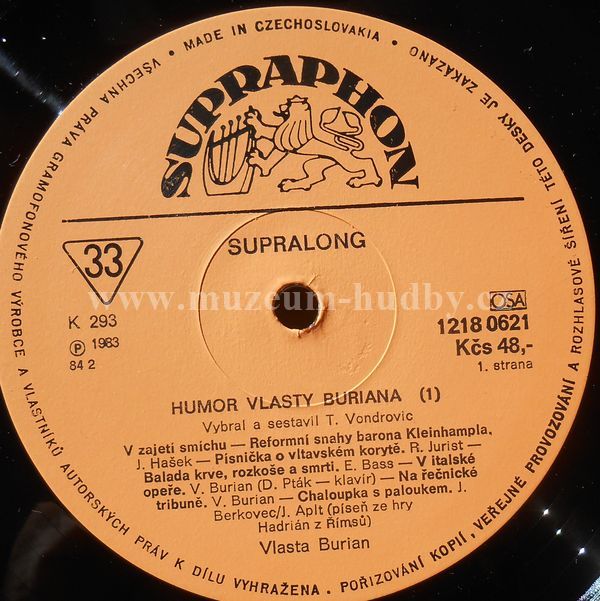 VŠECHNA PRÁVA GRAMOFONOVÉHO VÝROBCE A VLASTNÍKŮ AUTORSKÝCH PRÁV K DÍLU VYHRAŽENA. POŘIZOVÁNÍ KOPIÍ, VEŘEJNÉ PROVOZOVÁNÍ A ROZHLASOVÉ ŠÍŘENÍ TÉTO DESKY JE ZAKÁZÁNO • MADE IN CZECHOSLOVAKIA •
SUPRAPHON
33
SUPRALONG
www.muzeum-hudby.c
OSA
K 293
1218 0621
Ⓟ 1983
Kčs 48,-
84 2
1. strana
HUMOR VLASTY BURIANA (1)
Vybral a sestavil T. Vondrovic
V zajetí smíchu — Reformní snahy barona Kleinhampla,
J. Hašek — Písnička o vltavském korytě. R. Jurist —
Balada krve, rozkoše a smrti. E. Bass — V italské
opeře. V. Burian (D. Pták — klavír) — Na řečnické
tribuně. V. Burian — Chaloupka s paloukem. J.
Berkovec/J. Aplt (píseň ze hry
Hadrián z Římsů)
Vlasta Burian